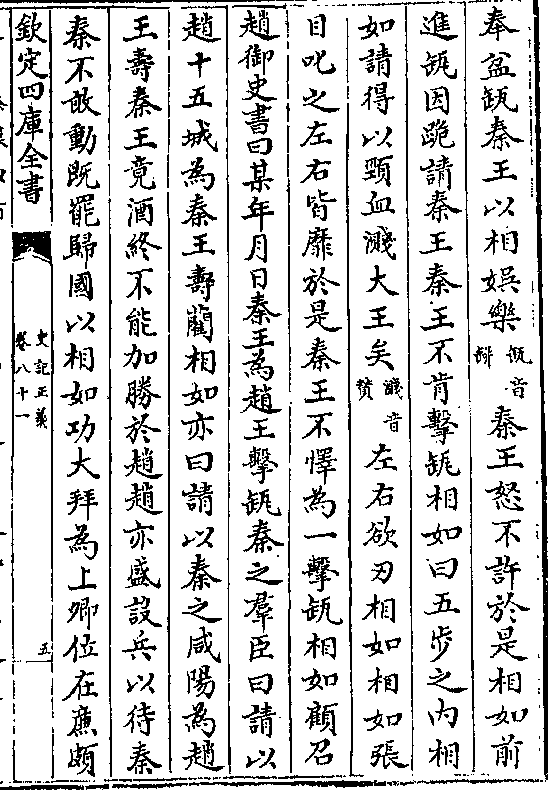 奉盆缻秦王以相娛樂缻音缾秦王怒不許於是相如前
進缻因跪請秦王秦王不肯擊缻相如曰五步之內相
如請得以頸血濺大王矣濺音贊左右欲刃相如相如張
目叱之左右皆靡於是秦王不懌為一擊缻相如顧召
趙御史書曰某年月日秦王為趙王擊缻秦之羣臣曰請以
趙十五城為秦王壽藺相如亦曰請以秦之咸陽為趙
王壽秦王竟酒終不能加勝於趙趙亦盛設兵以待秦
秦不敢動既罷歸國以相如功大拜為上卿位在廉頗
欽定四庫全書
史記正義
卷八十一
五